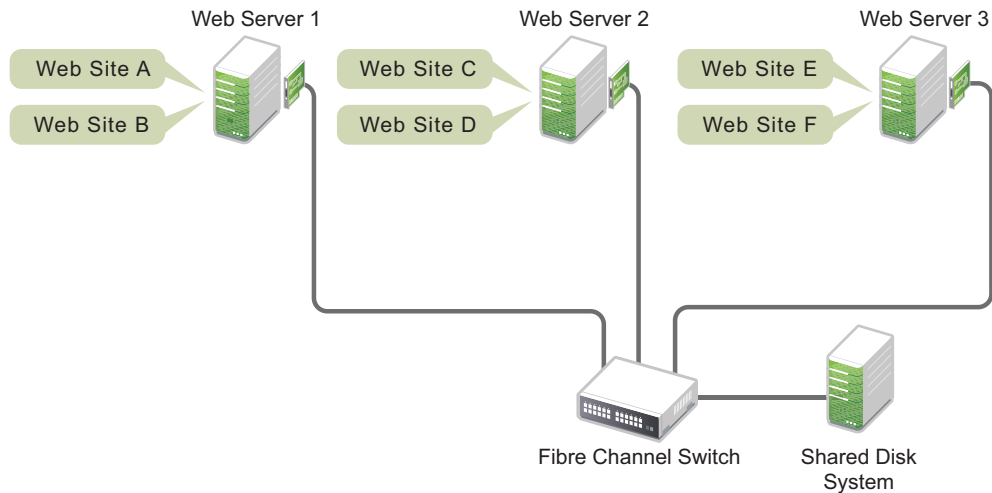 Web Server 1
Web Server 2
Web Server 3
Web Site A
Web Site C
Web Site E
Web Site B
Web Site D
Web Site F
Fibre Channel Switch
Shared Disk
System